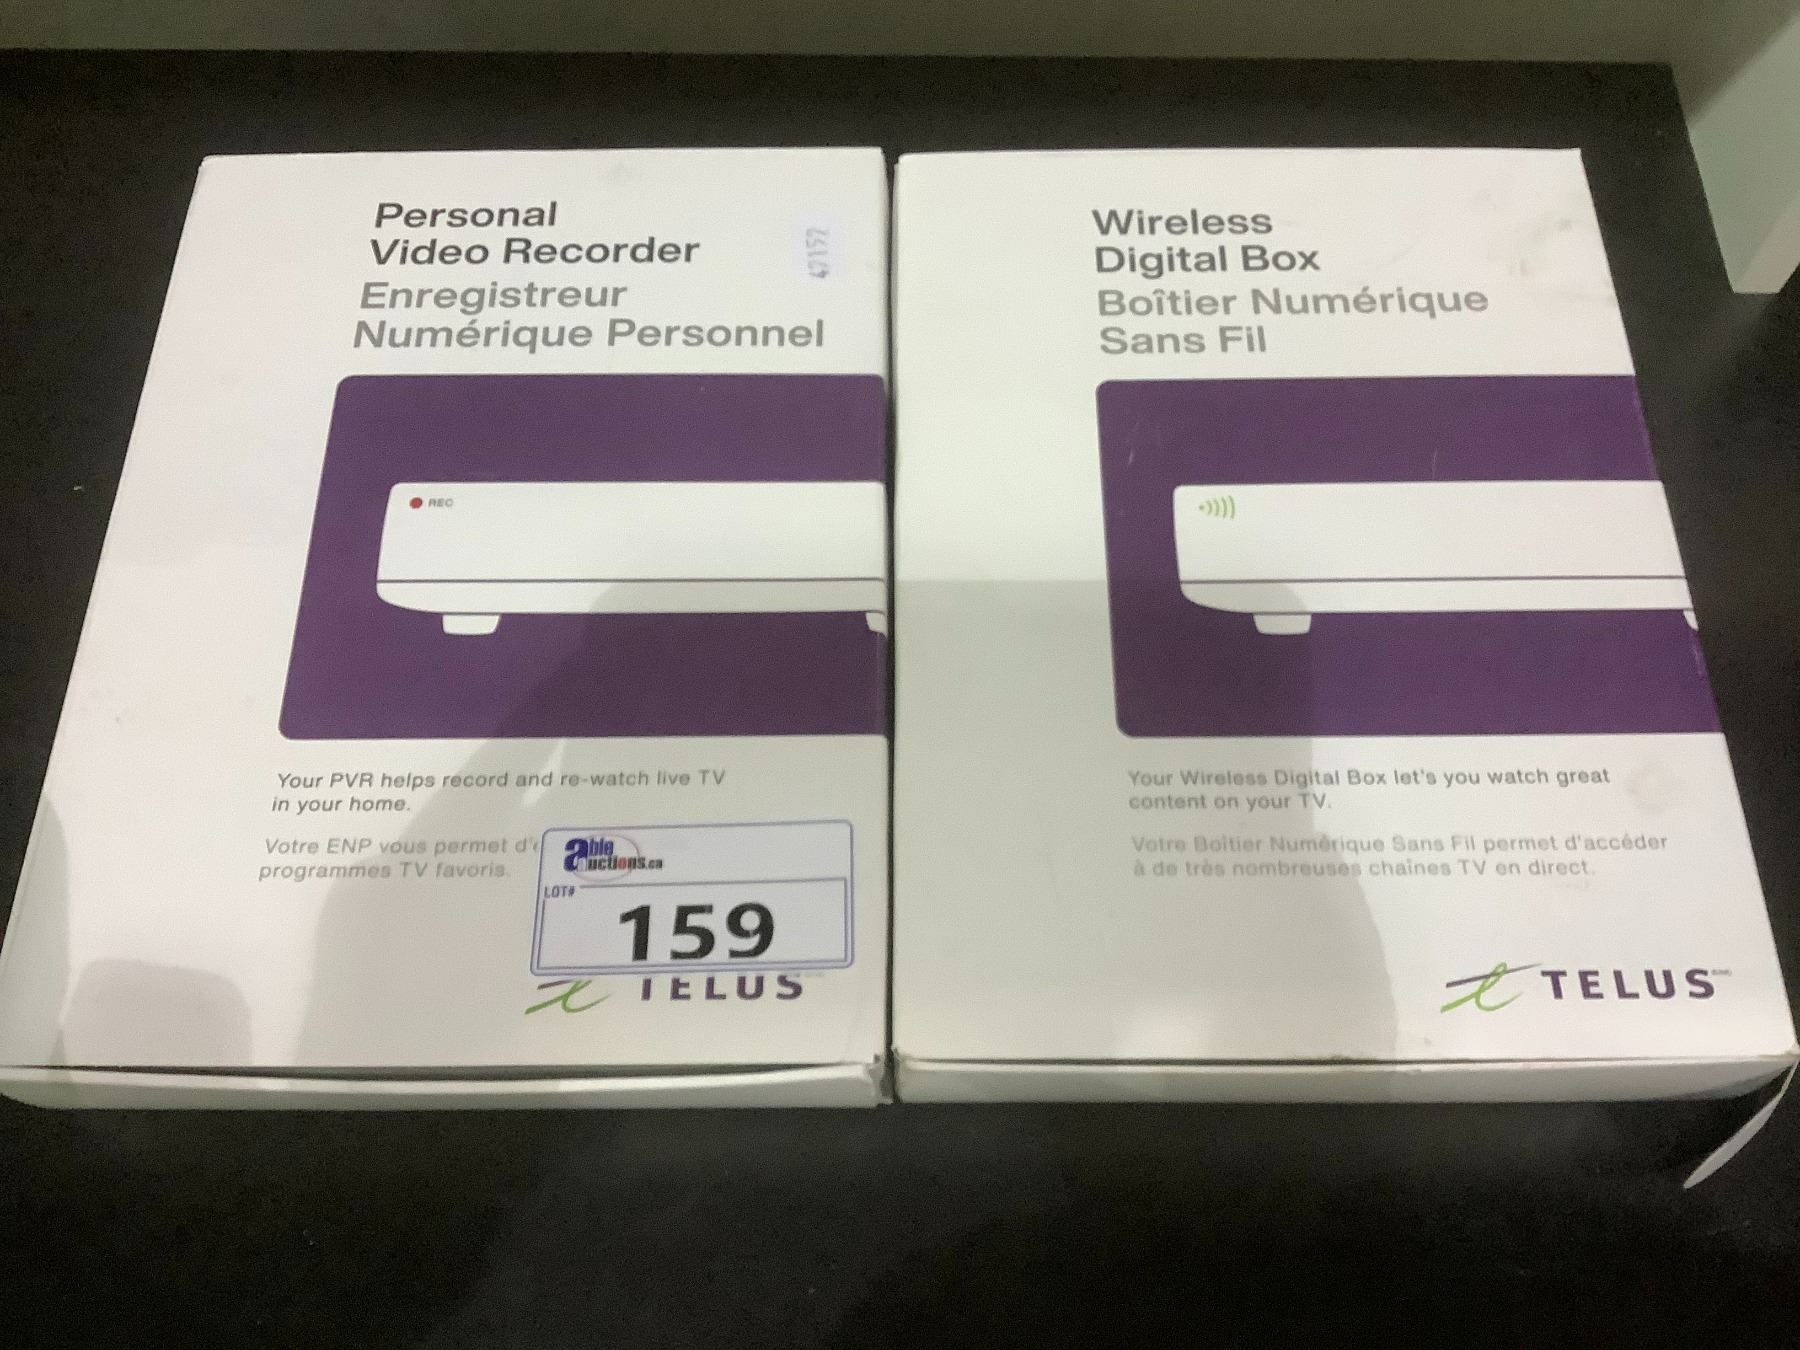 Personal
Video Recorder
Enregistreur
Numérique Personnel
47152
REC
Your PVR helps record and re-watch live TV
in your home.
Votre ENP vous permet d'
programmes TV favoris.
able
auctions.ca
LOT#
159
TELUS
Wireless
Digital Box
Boîtier Numérique
Sans Fil
Your Wireless Digital Box let's you watch great
content on your TV.
Votre Boîtier Numérique Sans Fil permet d'accéder
à de très nombreuses chaînes TV en direct.
TELUS